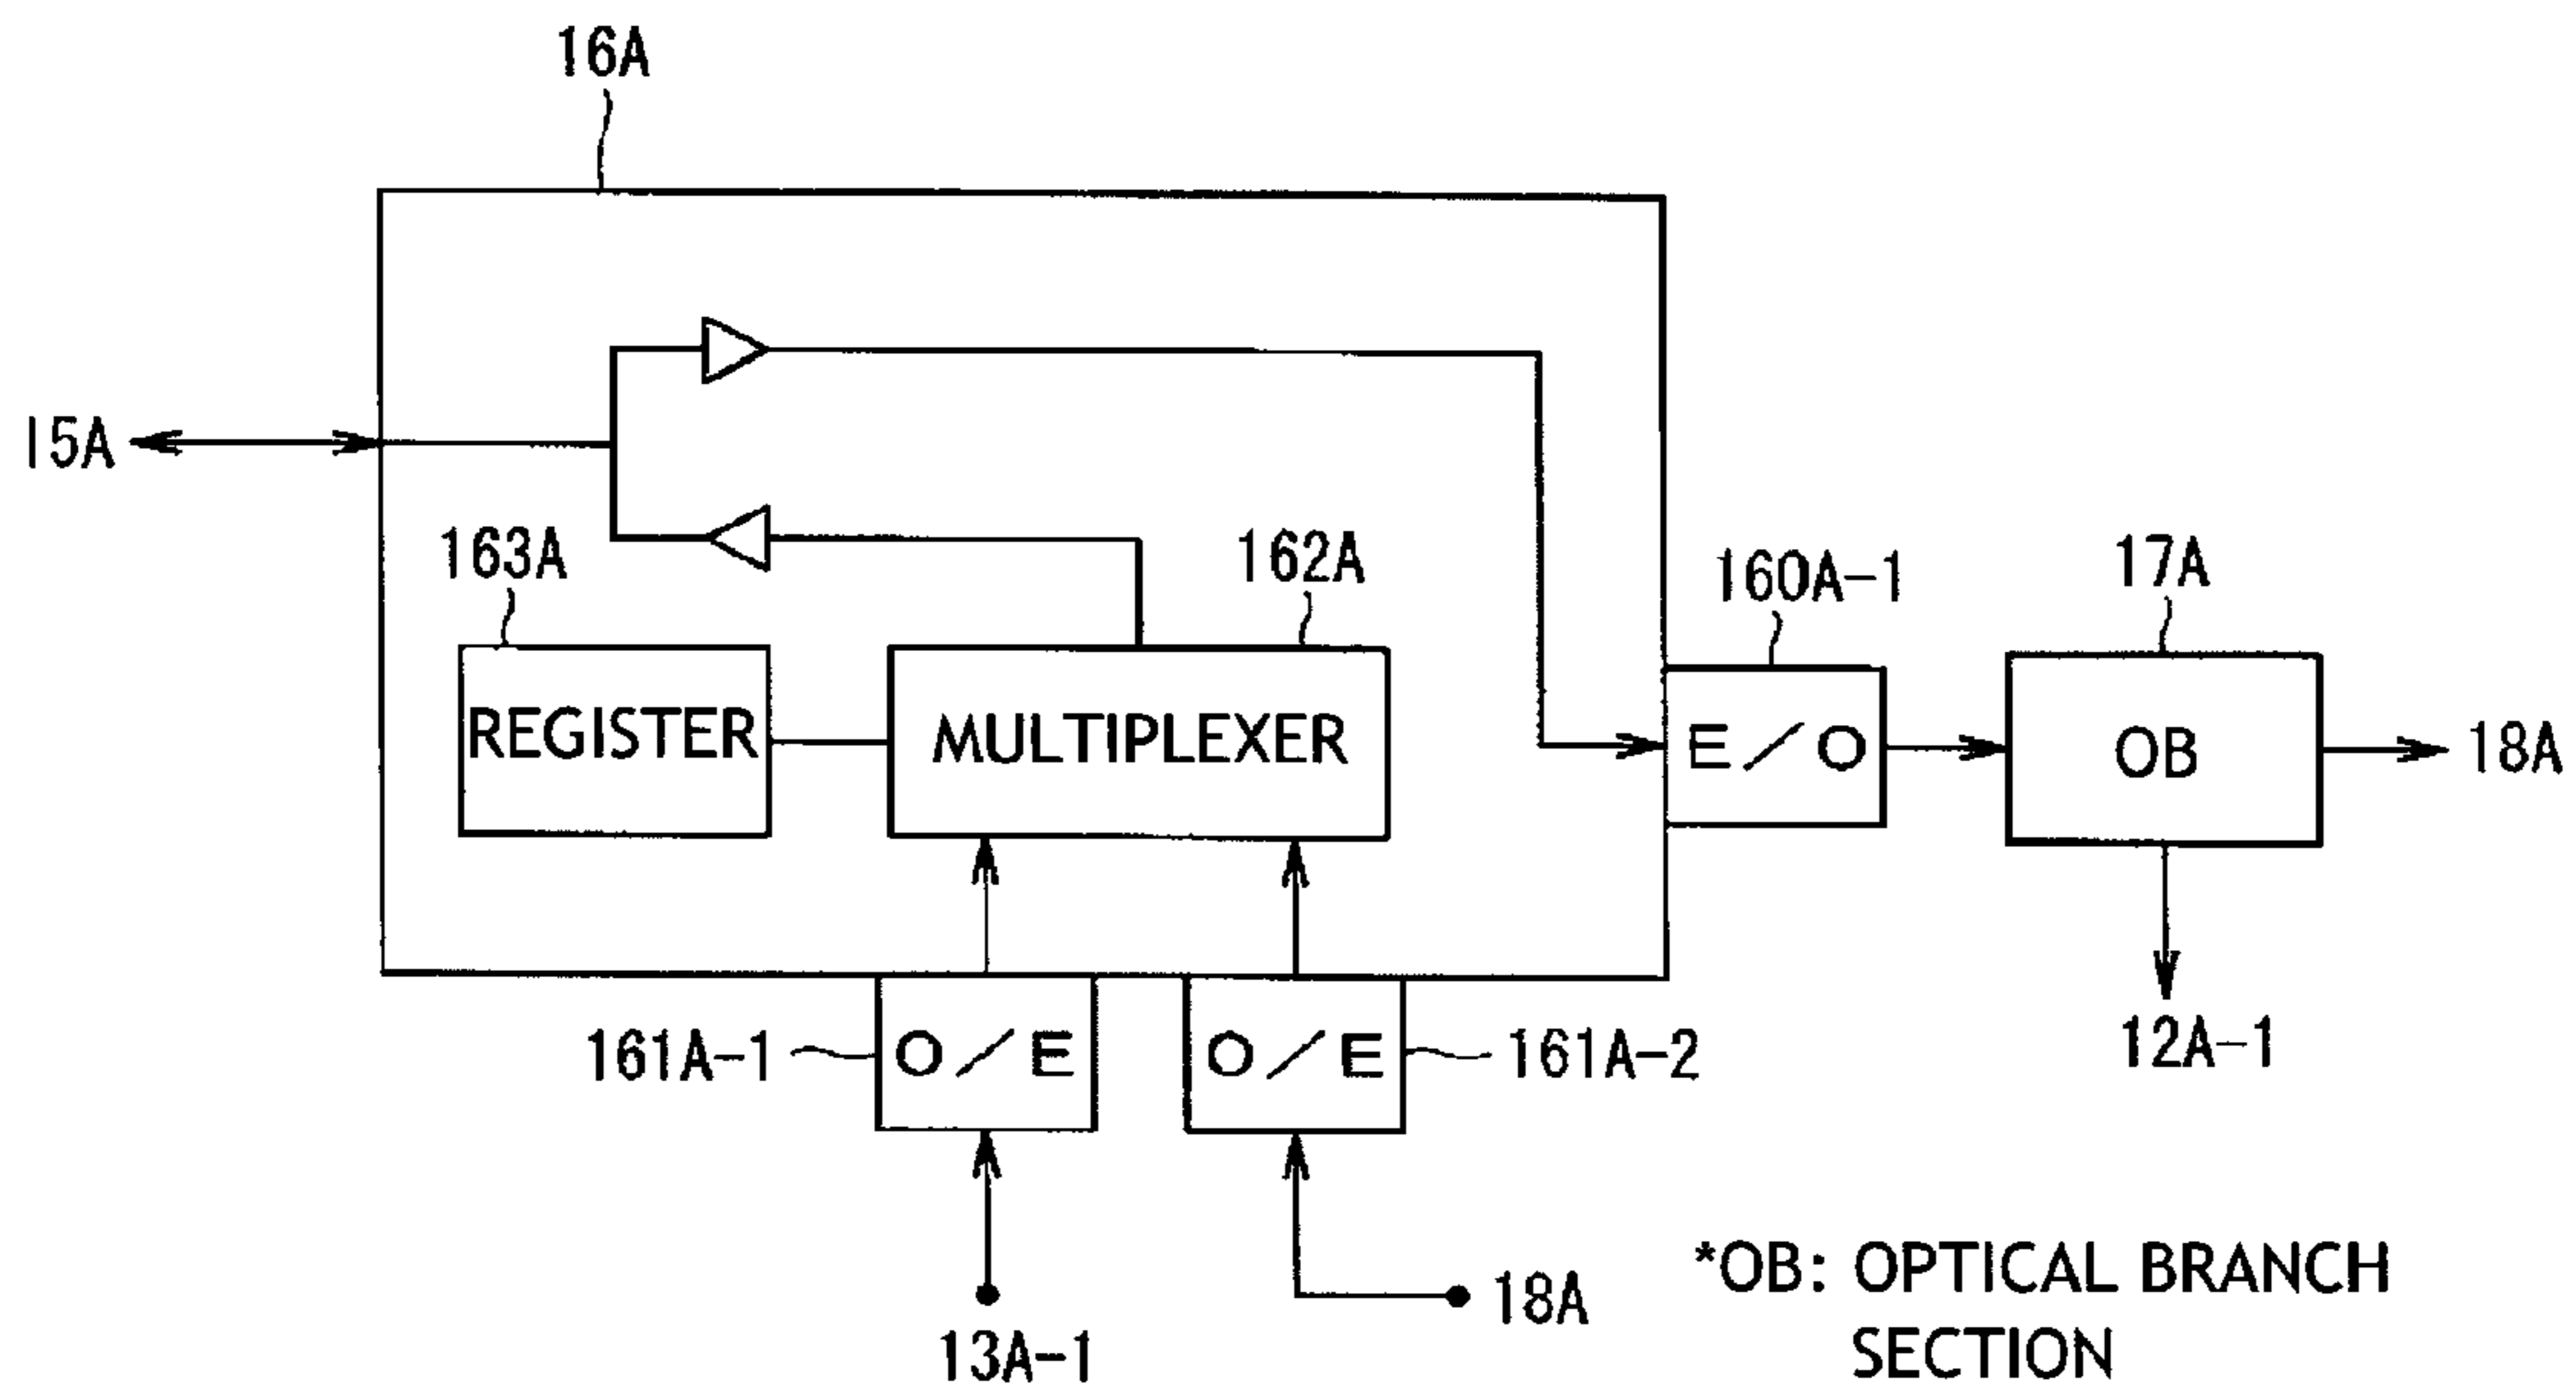 16A
15A
163A
162A
160A-1
17A
REGISTER
MULTIPLEXER
E/O
OB
18A
161A-1
O/E
O/E
161A-2
12A-1
*OB: OPTICAL BRANCH
SECTION
18A
13A-1